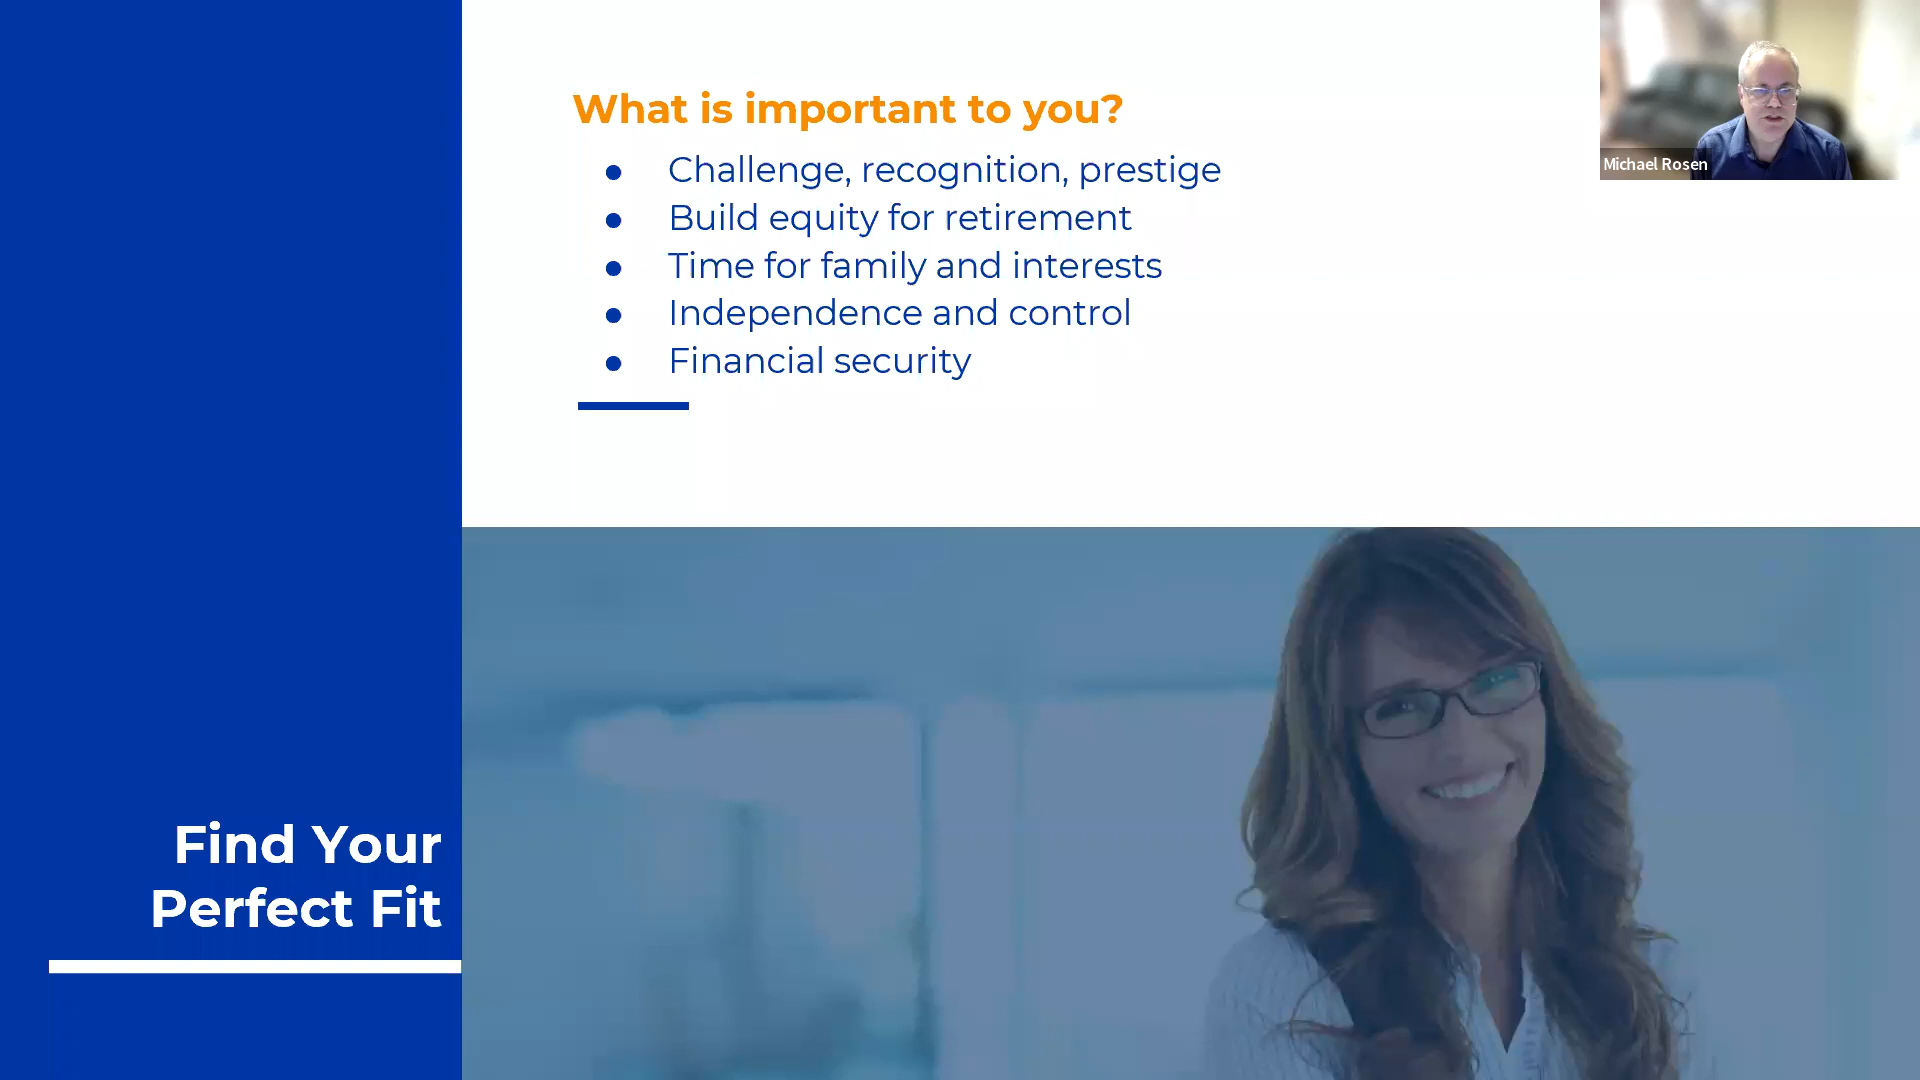 What is important to you?
● Challenge, recognition, prestige
● Build equity for retirement
● Time for family and interests
● Independence and control
● Financial security
Michael Rosen
Find Your
Perfect Fit